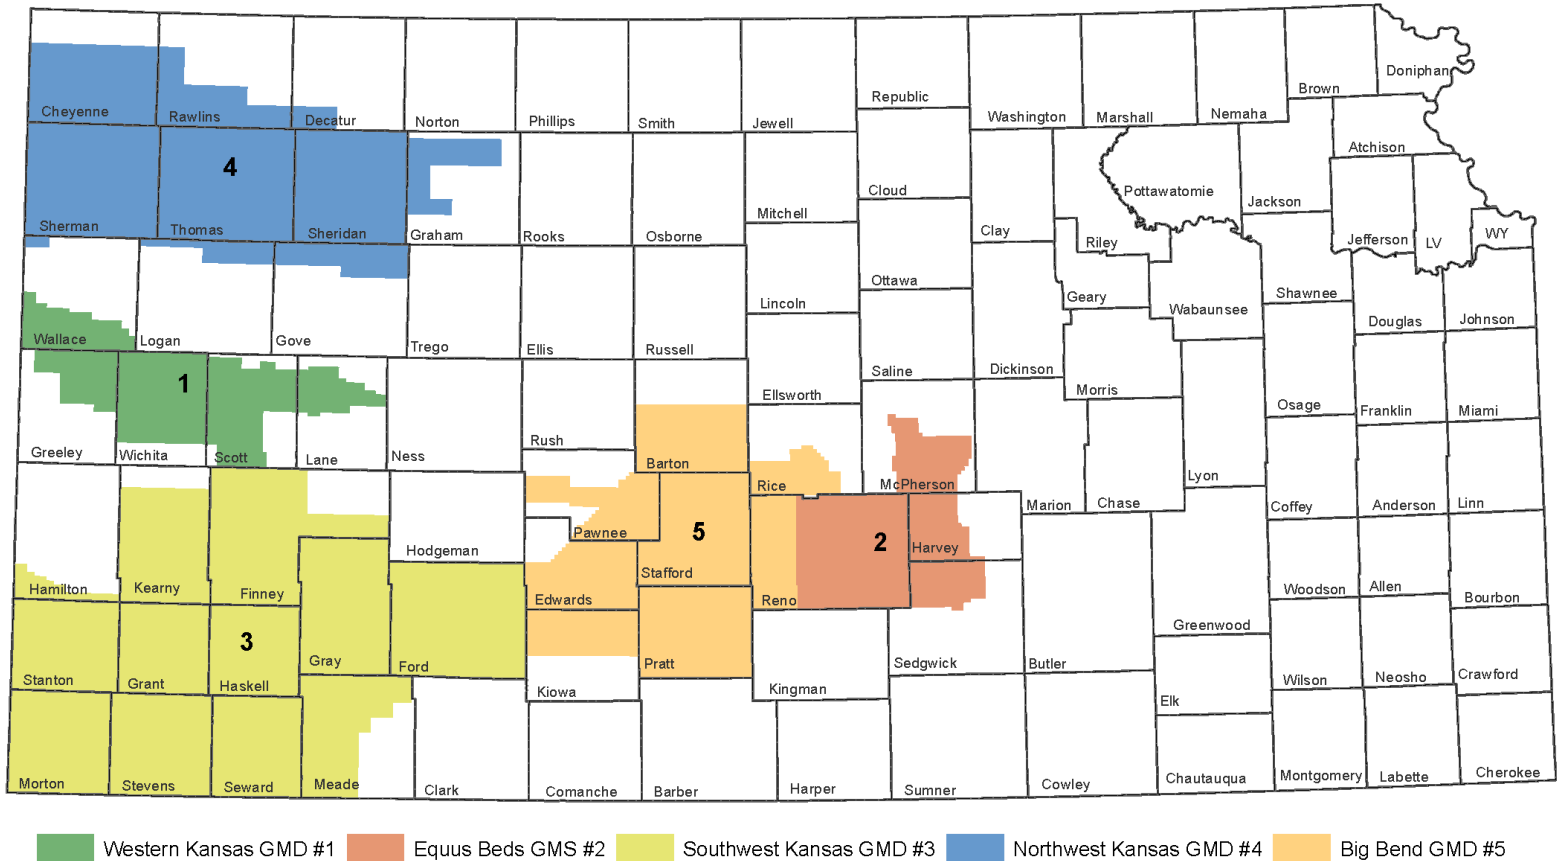 Doniphan
Brown
Republic
Cheyenne
Rawlins
Decatur
Norton
Phillips
Smith
Jewell
Washington
Marshall
Nemaha
Atchison
4
Cloud
Pottawatomie
Jackson
Mitchell
Sherman
Thomas
Sheridan
Graham
Rooks
Osborne
Clay
Riley
Jefferson
LV
WY
Ottawa
Lincoln
Geary
Wabaunsee
Shawnee
Douglas
Johnson
Wallace
Logan
Gove
Trego
Ellis
Russell
Saline
Dickinson
1
Ellsworth
Morris
Osage
Franklin
Miami
Greeley
Wichita
Scott
Lane
Ness
Rush
Barton
Rice
McPherson
Marion
Chase
Lyon
Coffey
Anderson
Linn
Pawnee
5
2
Harvey
Hodgeman
Stafford
Hamilton
Kearny
Finney
Edwards
Reno
Woodson
Allen
Bourbon
Greenwood
3
Stanton
Grant
Haskell
Gray
Ford
Pratt
Kiowa
Kingman
Sedgwick
Butler
Elk
Wilson
Neosho
Crawford
Morton
Stevens
Seward
Meade
Clark
Comanche
Barber
Harper
Sumner
Cowley
Chautauqua
Montgomery
Labette
Cherokee
Western Kansas GMD #1
Equus Beds GMS #2
Southwest Kansas GMD #3
Northwest Kansas GMD #4
Big Bend GMD #5